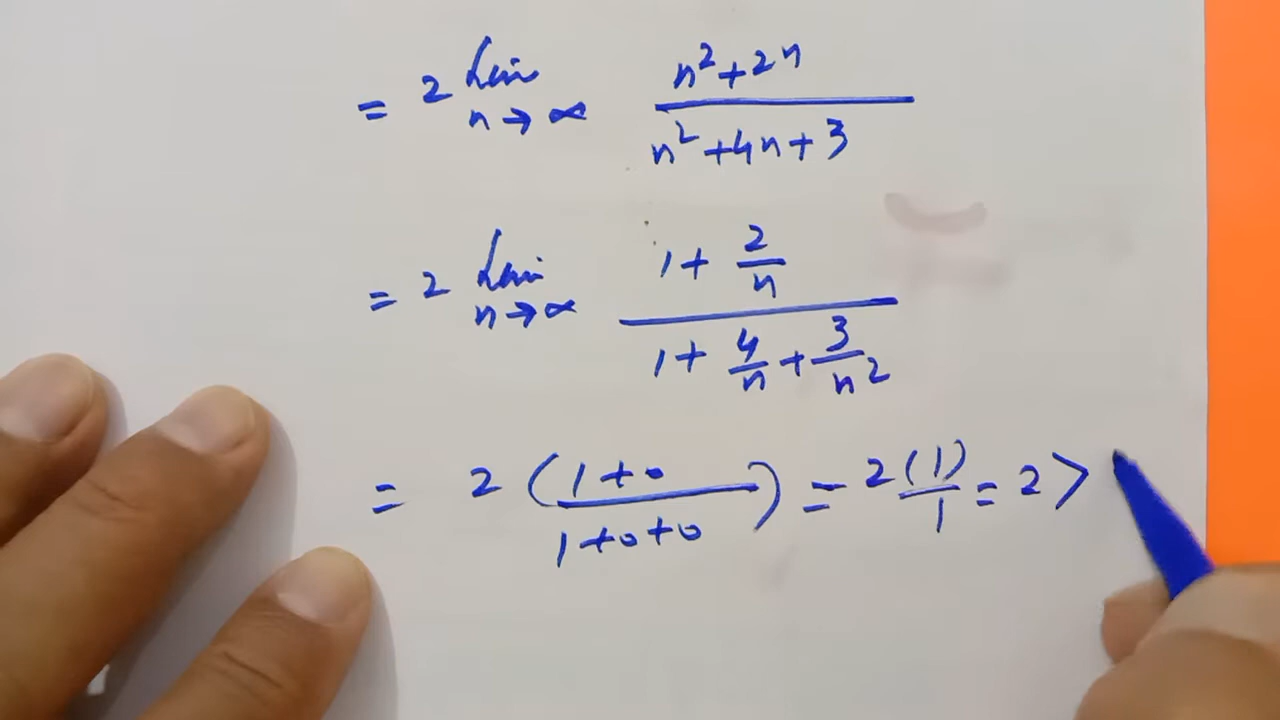 = 2 Lim n→∞ n²+2n / n²+4n+3
= 2 Lim n→∞ 1+ 2/n / 1+ 4/n + 3/n²
= 2 ( 1+0 / 1+0+0 ) = 2(1) / 1 = 2 >